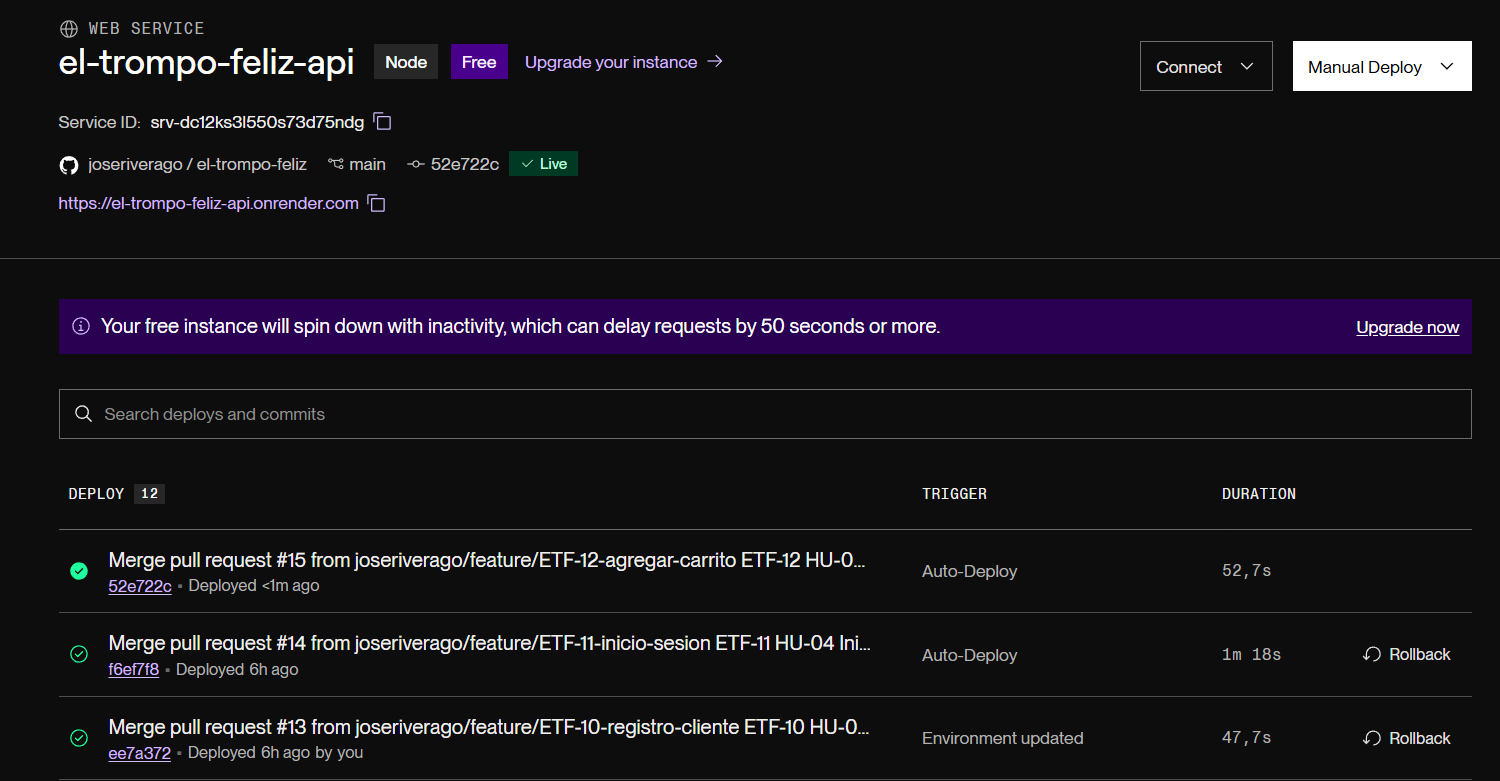 WEB SERVICE
el-trompo-feliz-api Node Free Upgrade your instance
Connect Manual Deploy
Service ID: srv-dc12ks3l550s73d75ndg
joseriverago / el-trompo-feliz main 52e722c Live
https://el-trompo-feliz-api.onrender.com
Your free instance will spin down with inactivity, which can delay requests by 50 seconds or more. Upgrade now
Search deploys and commits
DEPLOY 12 TRIGGER DURATION
Merge pull request #15 from joseriverago/feature/ETF-12-agregar-carrito ETF-12 HU-0...
52e722c • Deployed <1m ago Auto-Deploy 52,7s
Merge pull request #14 from joseriverago/feature/ETF-11-inicio-sesion ETF-11 HU-04 Ini...
f6ef7f8 • Deployed 6h ago Auto-Deploy 1m 18s Rollback
Merge pull request #13 from joseriverago/feature/ETF-10-registro-cliente ETF-10 HU-0...
ee7a372 • Deployed 6h ago by you Environment updated 47,7s Rollback